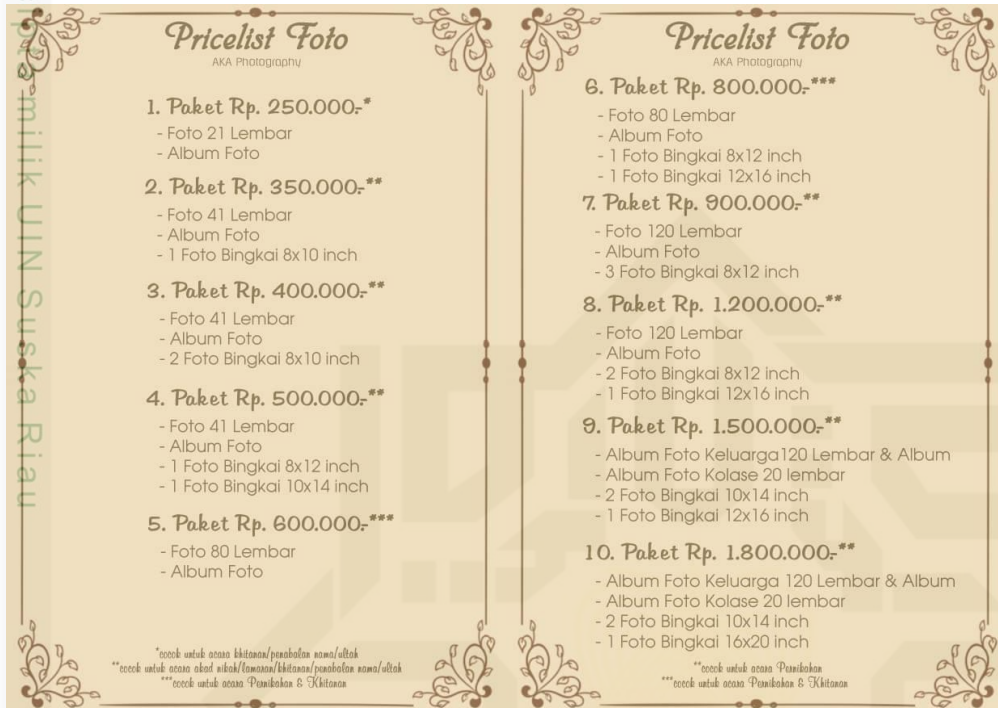 milik UIN Suska Riau
Pricelist Foto
AKA Photography
1. Paket Rp. 250.000-*
- Foto 21 Lembar
- Album Foto
2. Paket Rp. 350.000-**
- Foto 41 Lembar
- Album Foto
- 1 Foto Bingkai 8x10 inch
3. Paket Rp. 400.000-**
- Foto 41 Lembar
- Album Foto
- 2 Foto Bingkai 8x10 inch
4. Paket Rp. 500.000-**
- Foto 41 Lembar
- Album Foto
- 1 Foto Bingkai 8x12 inch
- 1 Foto Bingkai 10x14 inch
5. Paket Rp. 600.000-***
- Foto 80 Lembar
- Album Foto
*cocok untuk acara khitanan/penabalan nama/ultah
**cocok untuk acara akad nikah/lamaran/khitanan/penabalan nama/ultah
***cocok untuk acara Pernikahan & Khitanan
Pricelist Foto
AKA Photography
6. Paket Rp. 800.000-***
- Foto 80 Lembar
- Album Foto
- 1 Foto Bingkai 8x12 inch
- 1 Foto Bingkai 12x16 inch
7. Paket Rp. 900.000-**
- Foto 120 Lembar
- Album Foto
- 3 Foto Bingkai 8x12 inch
8. Paket Rp. 1.200.000-**
- Foto 120 Lembar
- Album Foto
- 2 Foto Bingkai 8x12 inch
- 1 Foto Bingkai 12x16 inch
9. Paket Rp. 1.500.000-**
- Album Foto Keluarga120 Lembar & Album
- Album Foto Kolase 20 lembar
- 2 Foto Bingkai 10x14 inch
- 1 Foto Bingkai 12x16 inch
10. Paket Rp. 1.800.000-**
- Album Foto Keluarga 120 Lembar & Album
- Album Foto Kolase 20 lembar
- 2 Foto Bingkai 10x14 inch
- 1 Foto Bingkai 16x20 inch
**cocok untuk acara Pernikahan
***cocok untuk acara Pernikahan & Khitanan